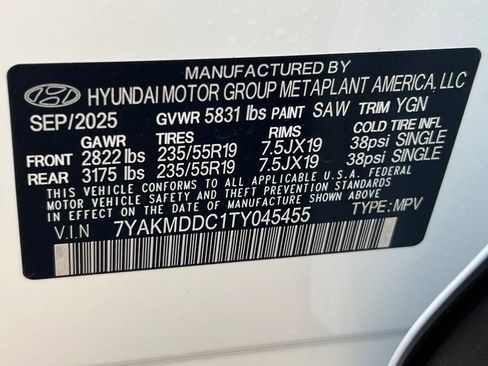 MANUFACTURED BY
HYUNDAI MOTOR GROUP METAPLANT AMERICA, LLC
SEP/2025 GVWR 5831 lbs PAINT SAW TRIM YGN
GAWR TIRES RIMS COLD TIRE INFL
FRONT 2822 lbs 235/55R19 7.5JX19 38psi SINGLE
REAR 3175 lbs 235/55R19 7.5JX19 38psi SINGLE
THIS VEHICLE CONFORMS TO ALL APPLICABLE U.S.A. FEDERAL
MOTOR VEHICLE SAFETY, BUMPER, AND THEFT PREVENTION STANDARDS
IN EFFECT ON THE DATE OF MANUFACTURE SHOWN ABOVE.
V.I.N 7YAKMDDC1TY045455 TYPE:MPV